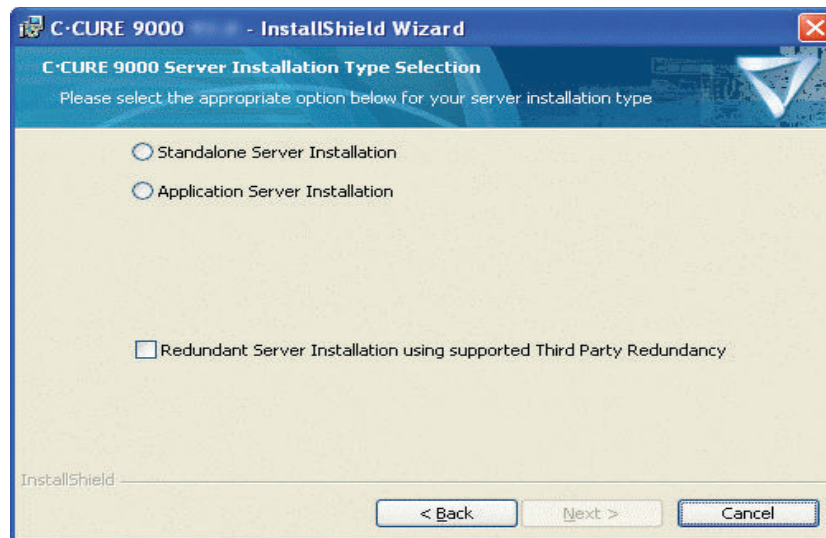 C·CURE 9000 - InstallShield Wizard
C·CURE 9000 Server Installation Type Selection
Please select the appropriate option below for your server installation type
Standalone Server Installation
Application Server Installation
Redundant Server Installation using supported Third Party Redundancy
InstallShield
< Back Next > Cancel